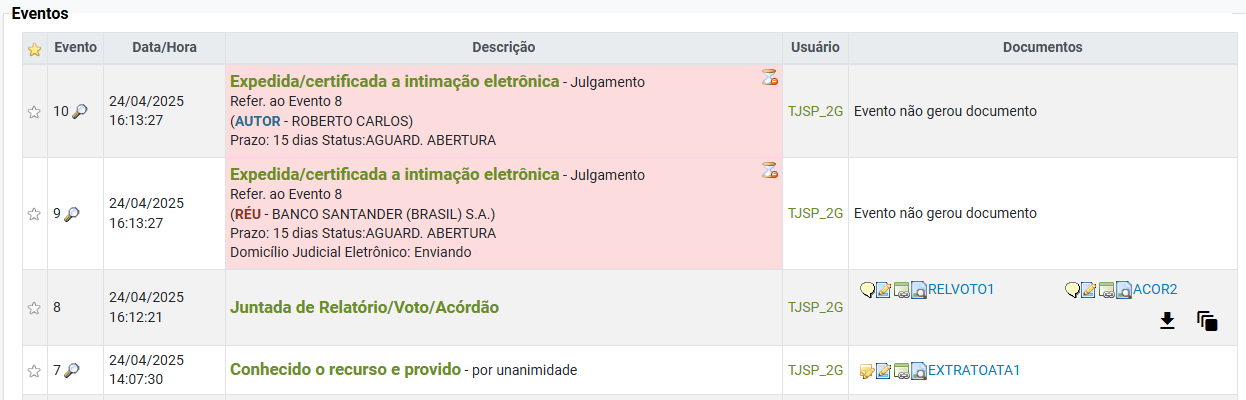 Eventos
Evento Data/Hora Descrição Usuário Documentos
10 24/04/2025 16:13:27
Expedida/certificada a intimação eletrônica - Julgamento
Refer. ao Evento 8
(AUTOR - ROBERTO CARLOS)
Prazo: 15 dias Status:AGUARD. ABERTURA
TJSP_2G Evento não gerou documento
9 24/04/2025 16:13:27
Expedida/certificada a intimação eletrônica - Julgamento
Refer. ao Evento 8
(RÉU - BANCO SANTANDER (BRASIL) S.A.)
Prazo: 15 dias Status:AGUARD. ABERTURA
Domicílio Judicial Eletrônico: Enviando
TJSP_2G Evento não gerou documento
8 24/04/2025 16:12:21
Juntada de Relatório/Voto/Acórdão
TJSP_2G RELVOTO1 ACOR2
7 24/04/2025 14:07:30
Conhecido o recurso e provido - por unanimidade
TJSP_2G EXTRATOATA1